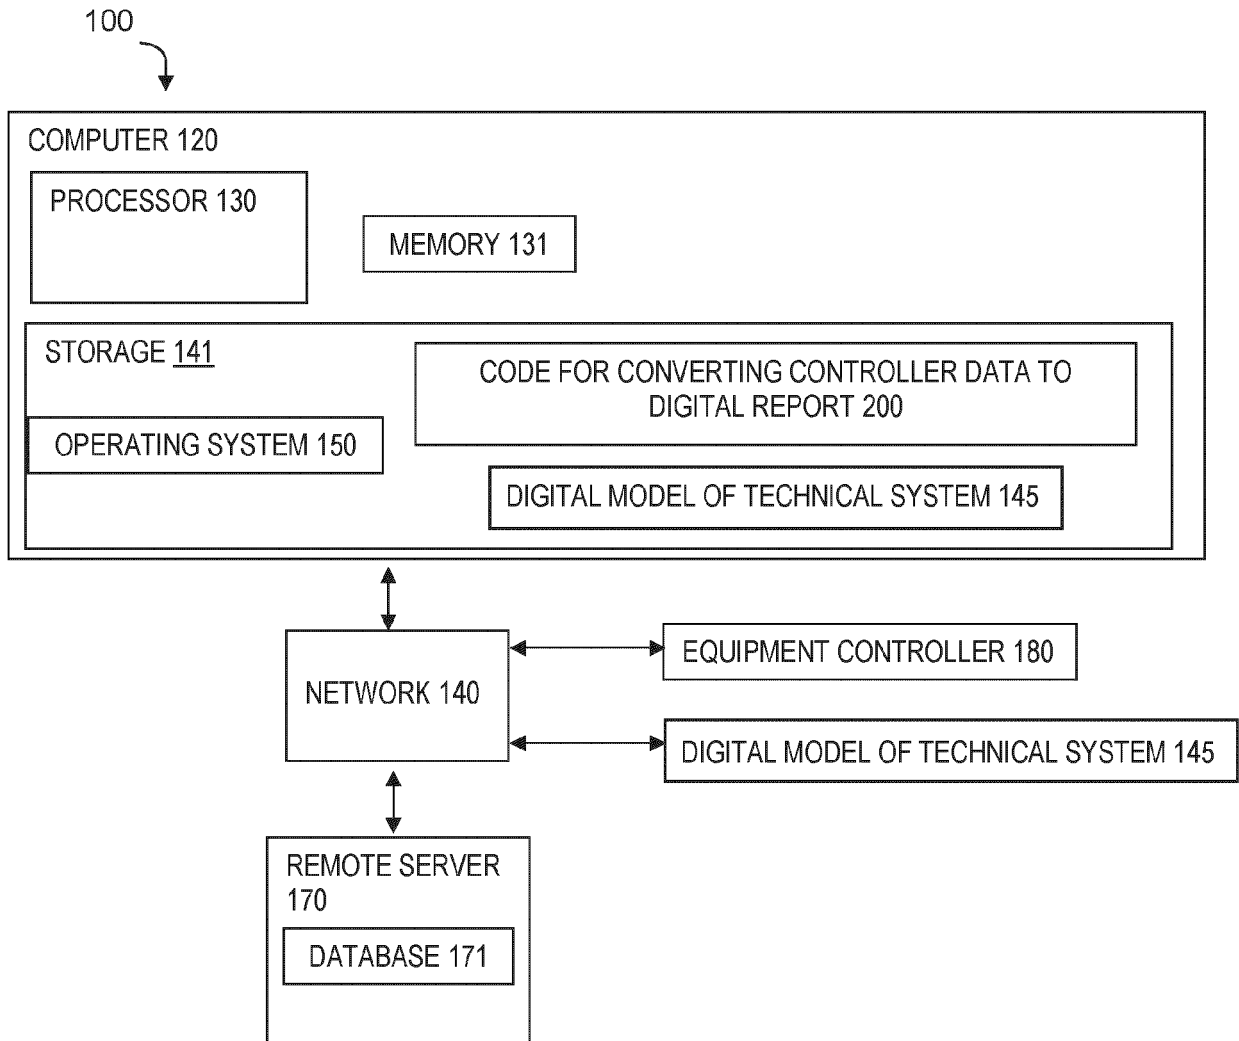 100
COMPUTER 120
PROCESSOR 130
MEMORY 131
STORAGE 141
CODE FOR CONVERTING CONTROLLER DATA TO
DIGITAL REPORT 200
OPERATING SYSTEM 150
DIGITAL MODEL OF TECHNICAL SYSTEM 145
NETWORK 140
EQUIPMENT CONTROLLER 180
DIGITAL MODEL OF TECHNICAL SYSTEM 145
REMOTE SERVER
170
DATABASE 171